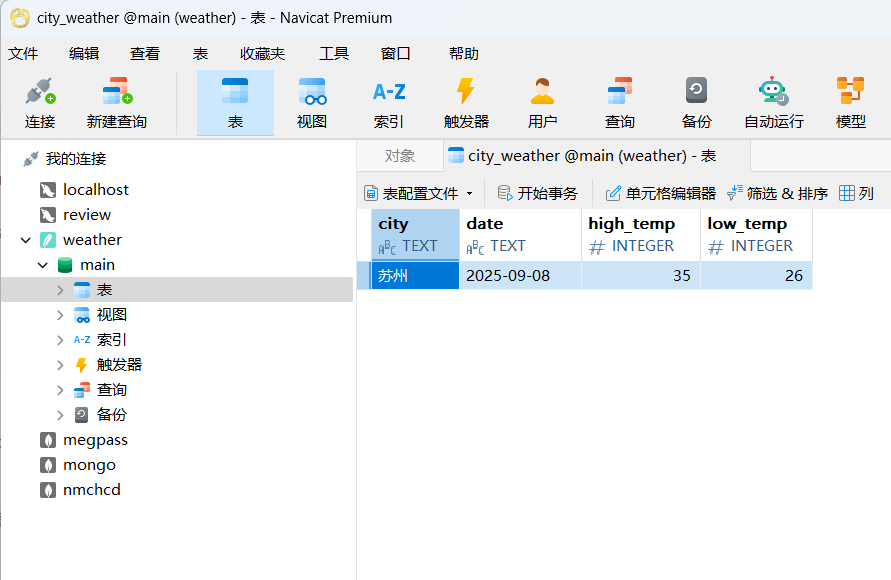 city_weather @main (weather) - 表 - Navicat Premium
文件 编辑 查看 表 收藏夹 工具 窗口 帮助
连接 新建查询 表 视图 A-Z 索引 触发器 用户 查询 备份 自动运行 模型
我的连接
对象 city_weather @main (weather) - 表
表配置文件 开始事务 单元格编辑器 筛选 & 排序 列
localhost
review
weather
main
表
视图
A-Z 索引
触发器
查询
备份
megpass
mongo
nmchcd
city date high_temp low_temp
ABC TEXT ABC TEXT # INTEGER # INTEGER
苏州 2025-09-08 35 26